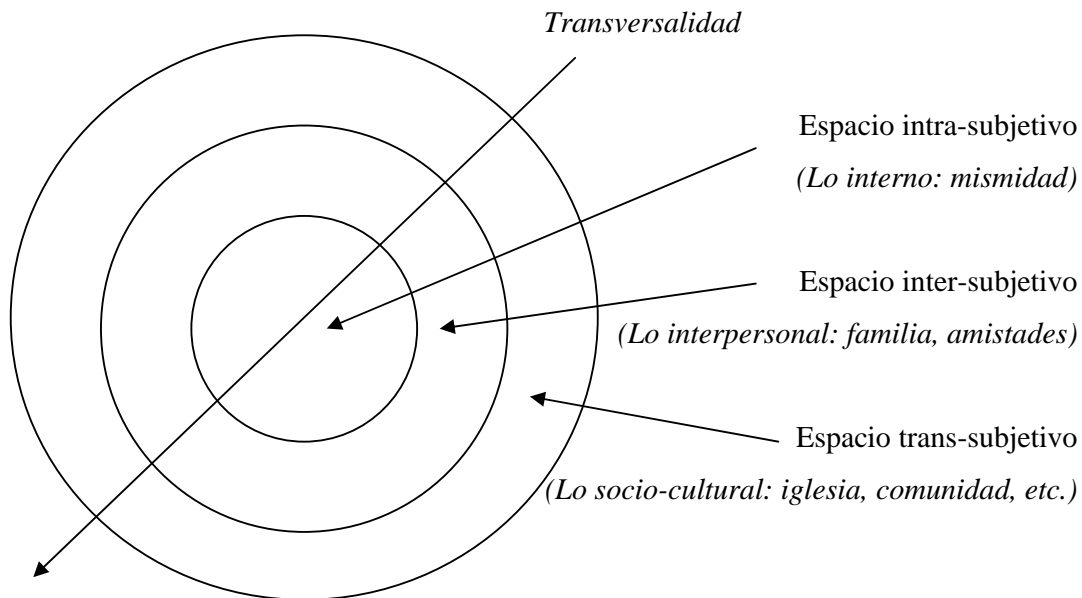 Transversalidad
Espacio intra-subjetivo
(Lo interno: mismidad)
Espacio inter-subjetivo
(Lo interpersonal: familia, amistades)
Espacio trans-subjetivo
(Lo socio-cultural: iglesia, comunidad, etc.)